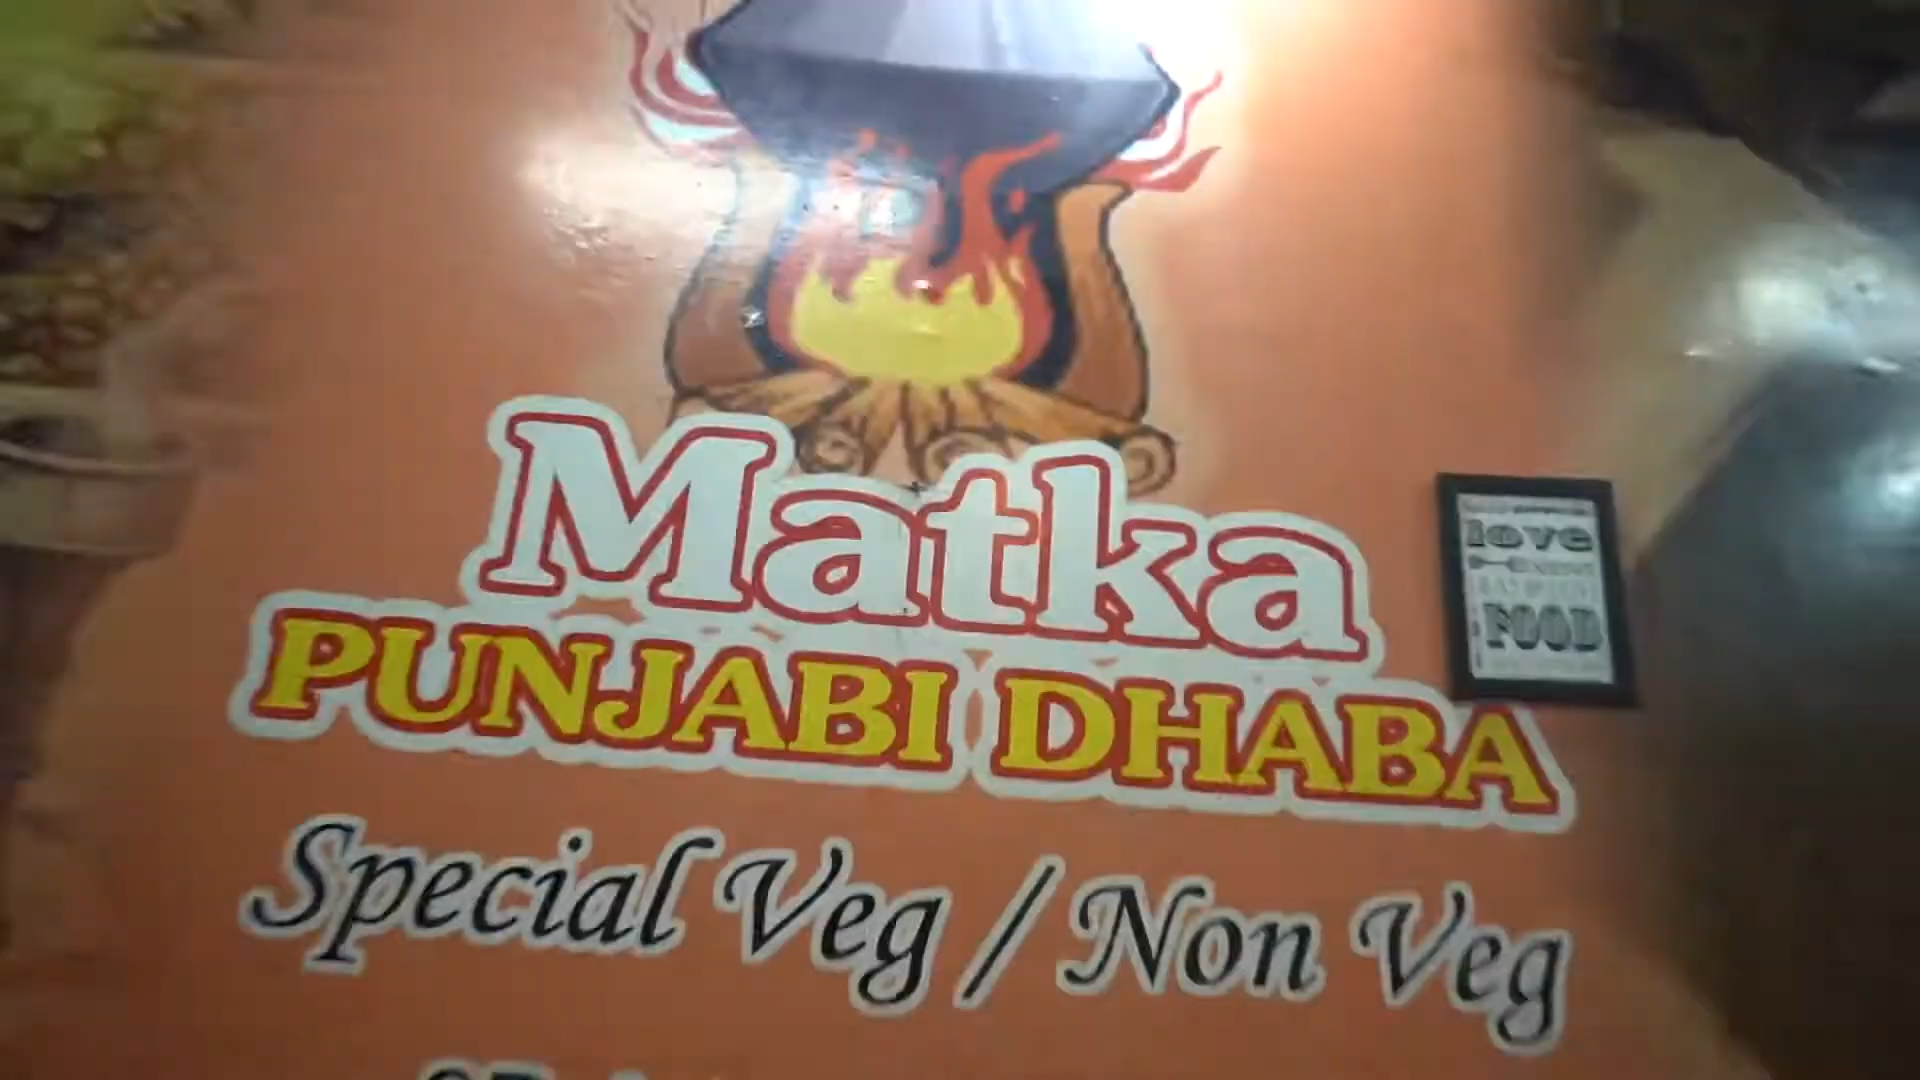 Matka
PUNJABI DHABA
Special Veg / Non Veg
love
FOOD